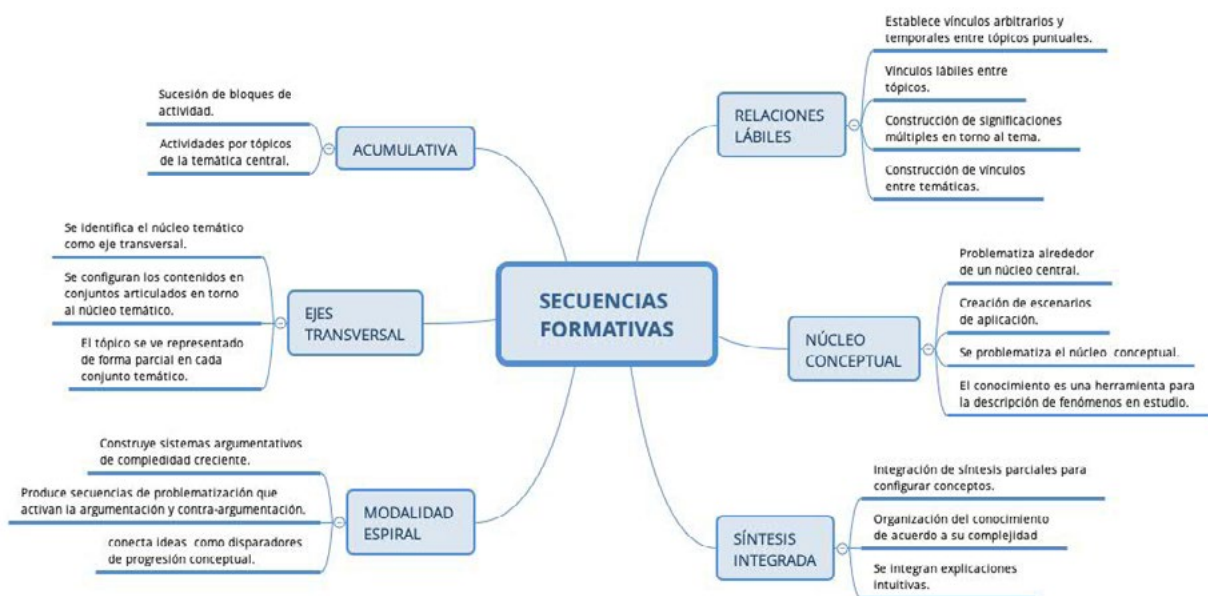 SECUENCIAS
FORMATIVAS
ACUMULATIVA
Sucesión de bloques de
actividad.
Actividades por tópicos
de la temática central.
EJES
TRANSVERSAL
Se identifica el núcleo temático
como eje transversal.
Se configuran los contenidos en
conjuntos articulados en torno
al núcleo temático.
El tópico se ve representado
de forma parcial en cada
conjunto temático.
MODALIDAD
ESPIRAL
Construye sistemas argumentativos
de compledidad creciente.
Produce secuencias de problematización que
activan la argumentación y contra-argumentación.
conecta ideas como disparadores
de progresión conceptual.
RELACIONES
LÁBILES
Establece vínculos arbitrarios y
temporales entre tópicos puntuales.
Vínculos lábiles entre
tópicos.
Construcción de significaciones
múltiples en torno al tema.
Construcción de vínculos
entre temáticas.
NÚCLEO
CONCEPTUAL
Problematiza alrededor
de un núcleo central.
Creación de escenarios
de aplicación.
Se problematiza el núcleo conceptual.
El conocimiento es una herramienta para
la descripción de fenómenos en estudio.
SÍNTESIS
INTEGRADA
Integración de síntesis parciales para
configurar conceptos.
Organización del conocimiento
de acuerdo a su complejidad
Se integran explicaciones
intuitivas.